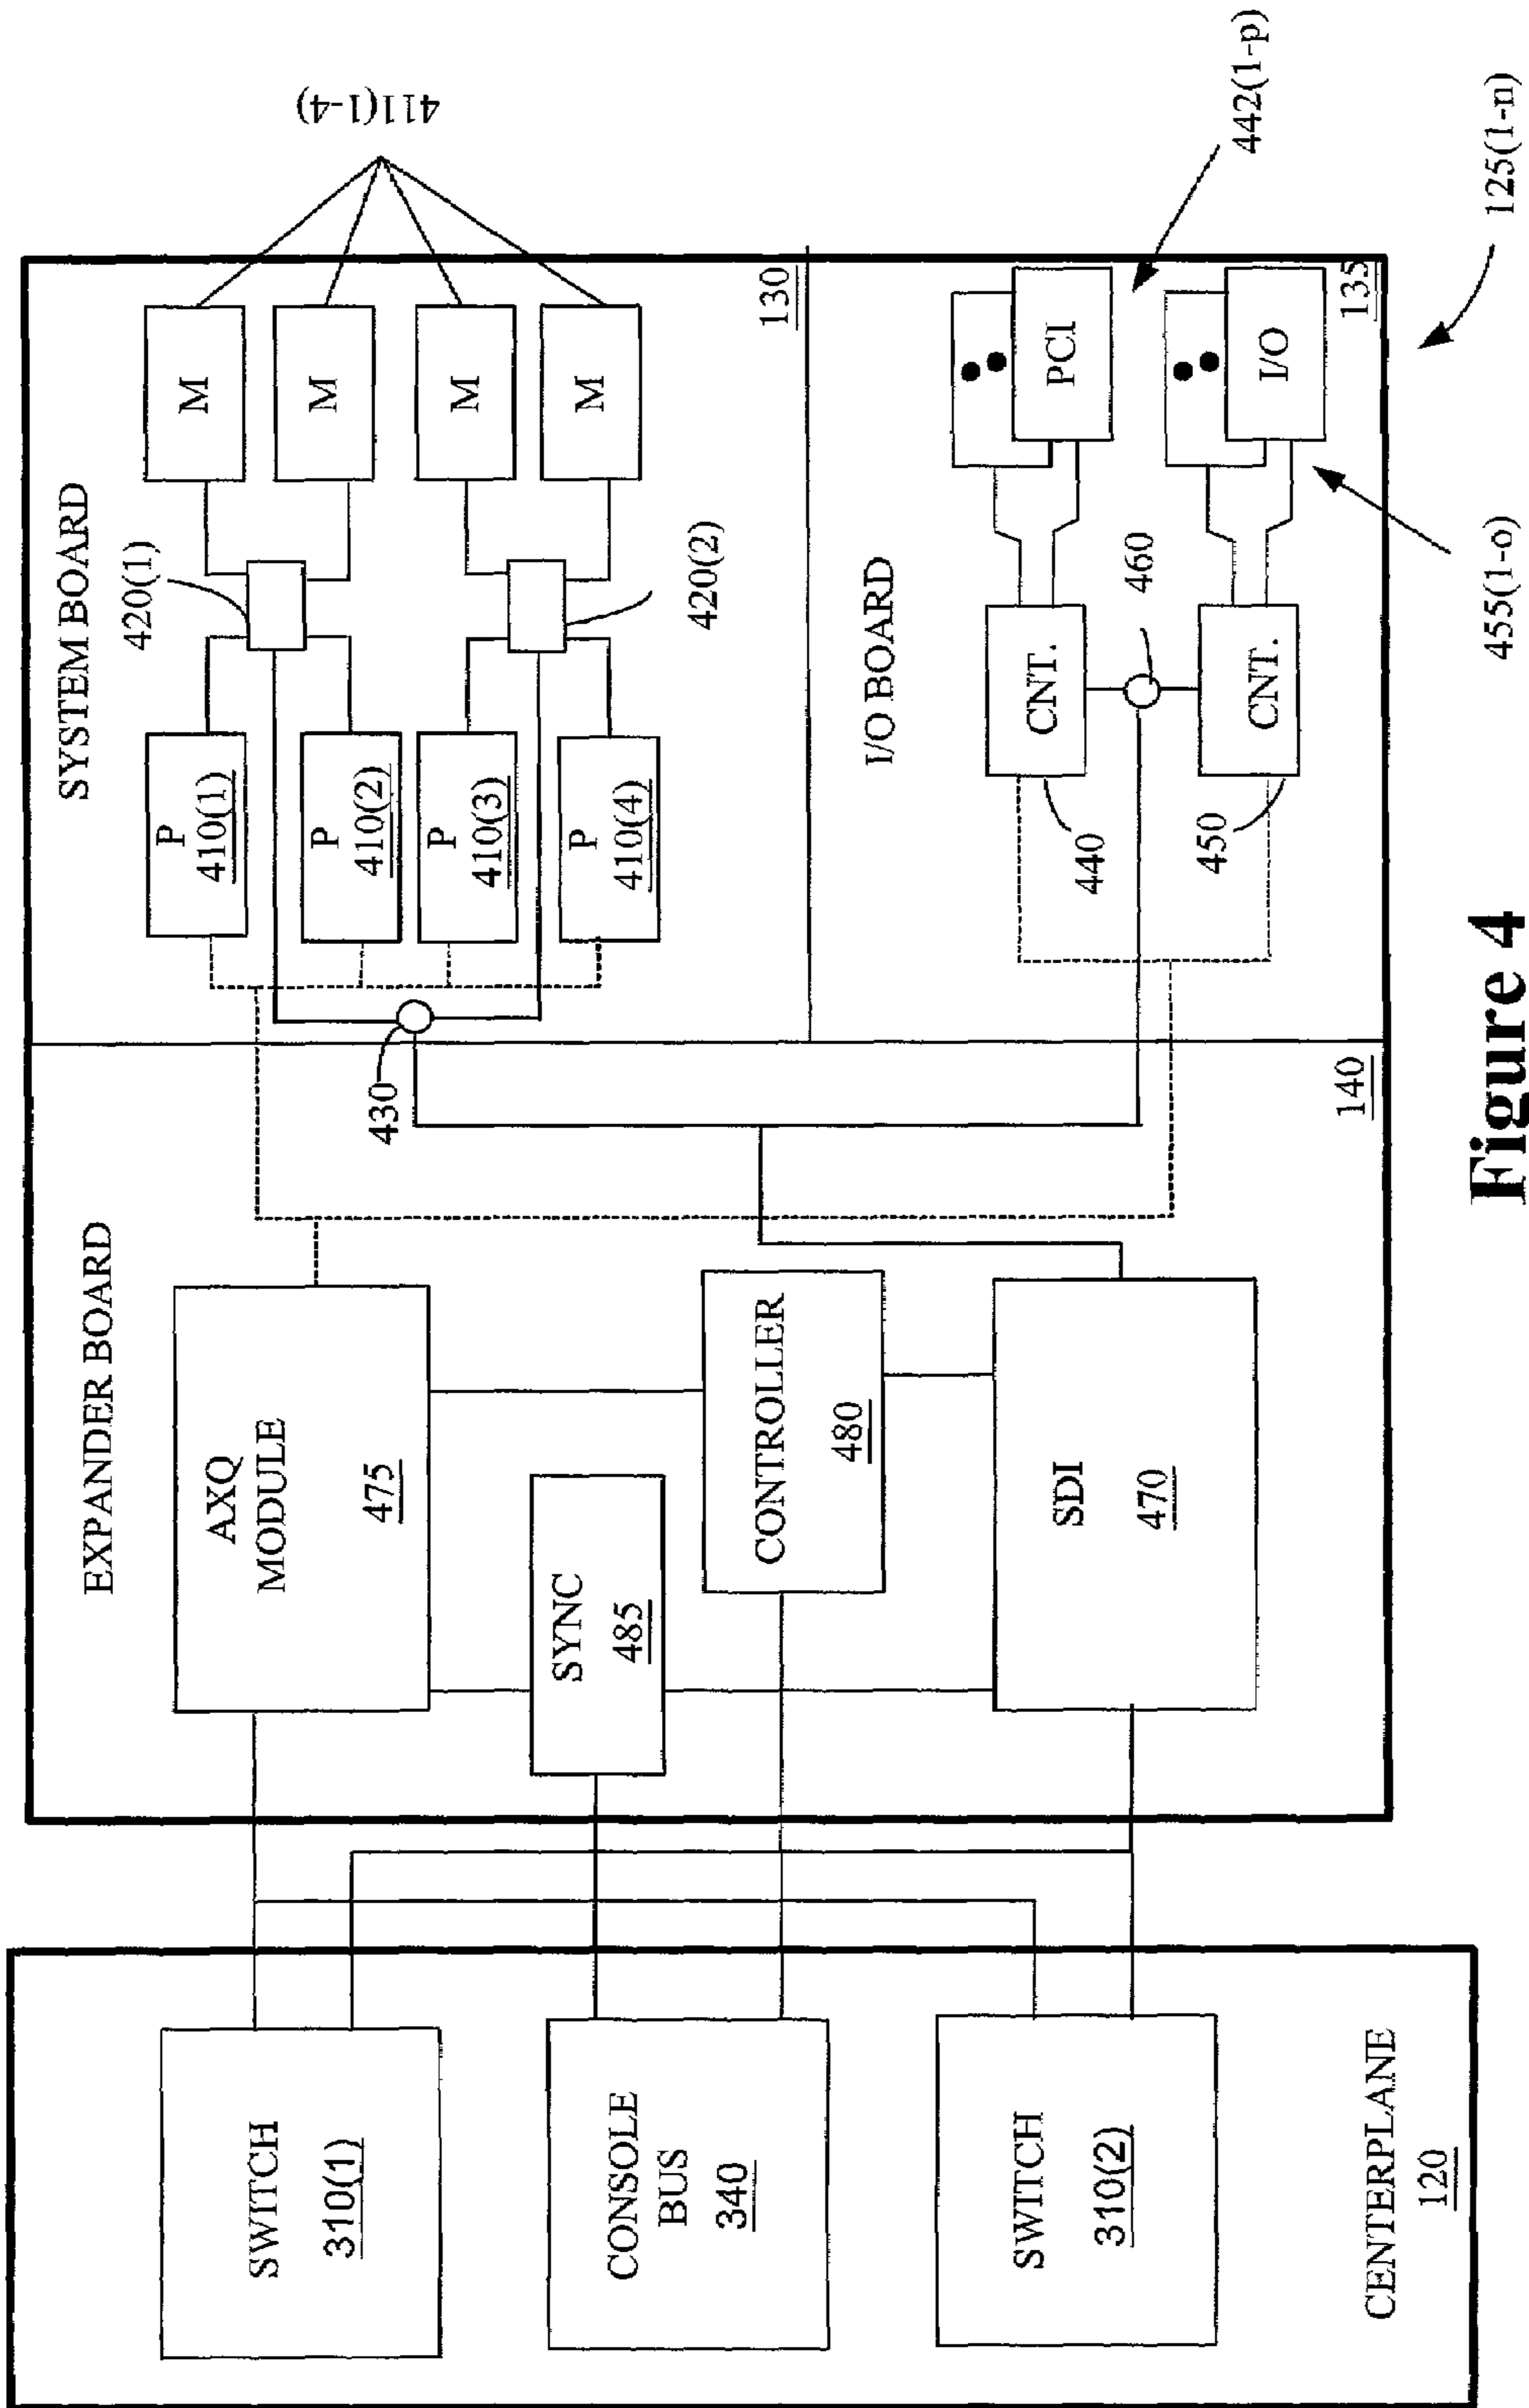 CENTERPLANE
120
SWITCH
310(1)
CONSOLE
BUS
340
SWITCH
310(2)
EXPANDER BOARD
140
AXQ
MODULE
475
SYNC
485
CONTROLLER
480
SDI
470
SYSTEM BOARD
130
430
P
410(1)
P
410(2)
P
410(3)
P
410(4)
420(1)
420(2)
M
M
M
M
411(1-4)
I/O BOARD
135
440
CNT.
450
CNT.
460
PCI
I/O
442(1-p)
455(1-o)
125(1-n)
Figure 4